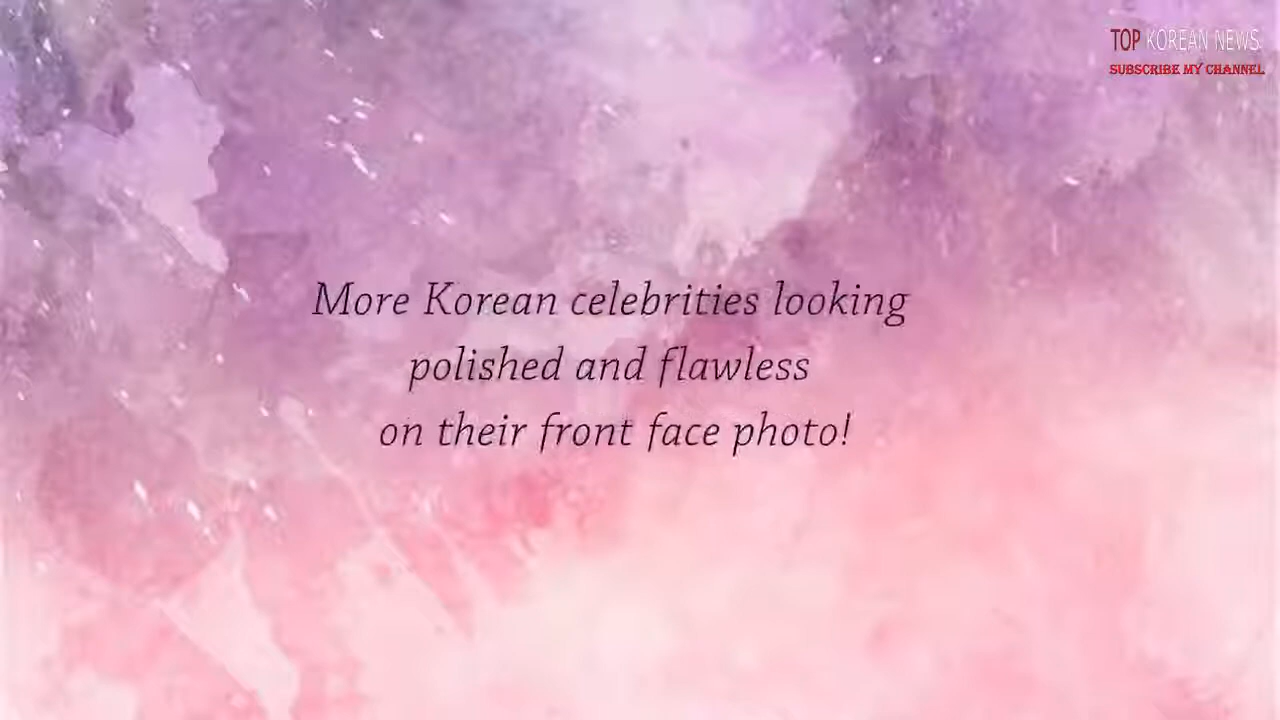 TOP KOREAN NEWS
SUBSCRIBE MY CHANNEL
More Korean celebrities looking
polished and flawless
on their front face photo!